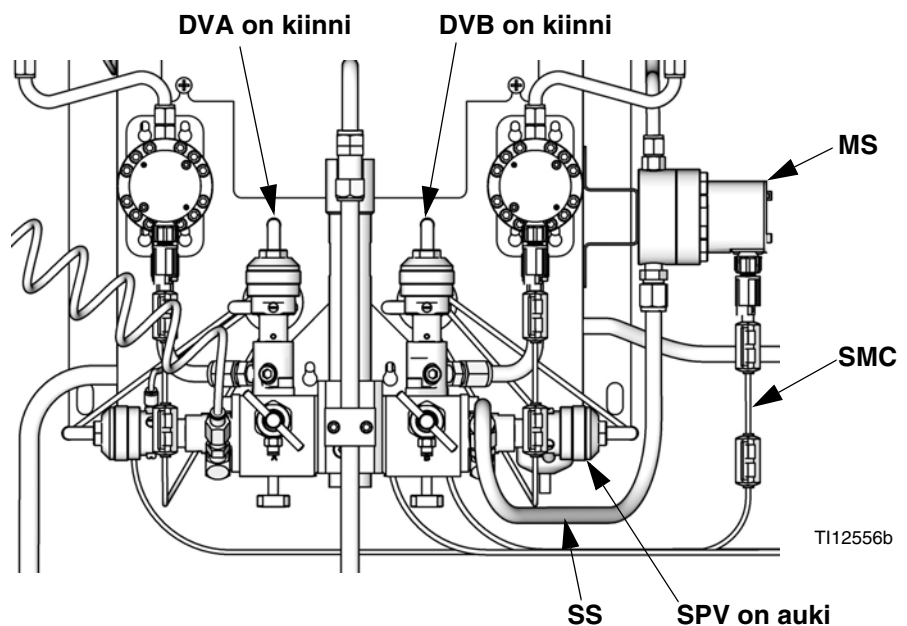 DVA on kiinni
DVB on kiinni
MS
SMC
TI12556b
SS
SPV on auki